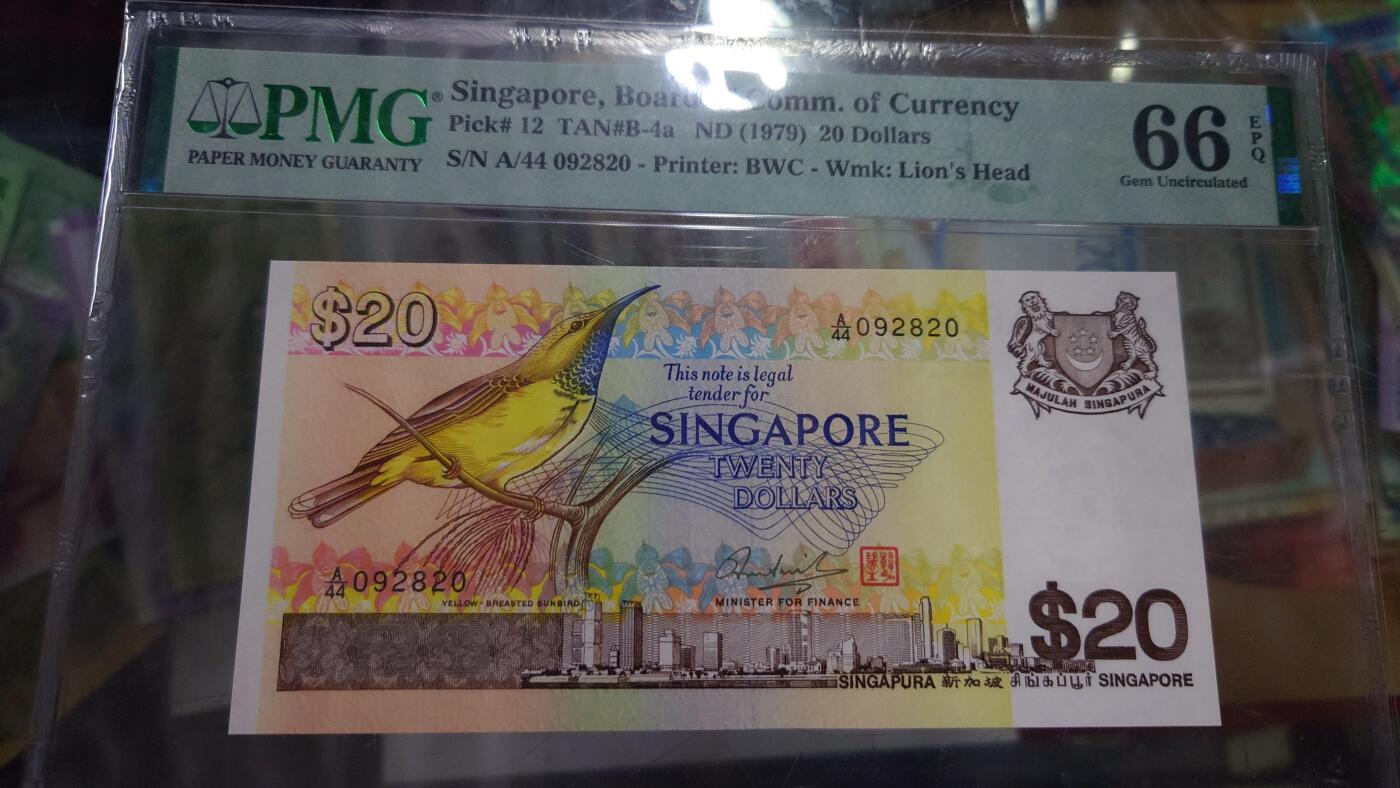 PMG®
PAPER MONEY GUARANTY
Singapore, Board Comm. of Currency
Pick# 12 TAN#B-4a ND (1979) 20 Dollars
S/N A/44 092820 - Printer: BWC - Wmk: Lion's Head
66
EPQ
Gem Uncirculated
$20
A/44 092820
This note is legal
tender for
SINGAPORE
TWENTY
DOLLARS
MAJULAH SINGAPURA
A/44 092820
YELLOW-BREASTED SUNBIRD
MINISTER FOR FINANCE
$20
SINGAPURA 新加坡 சிங்கப்பூர் SINGAPORE